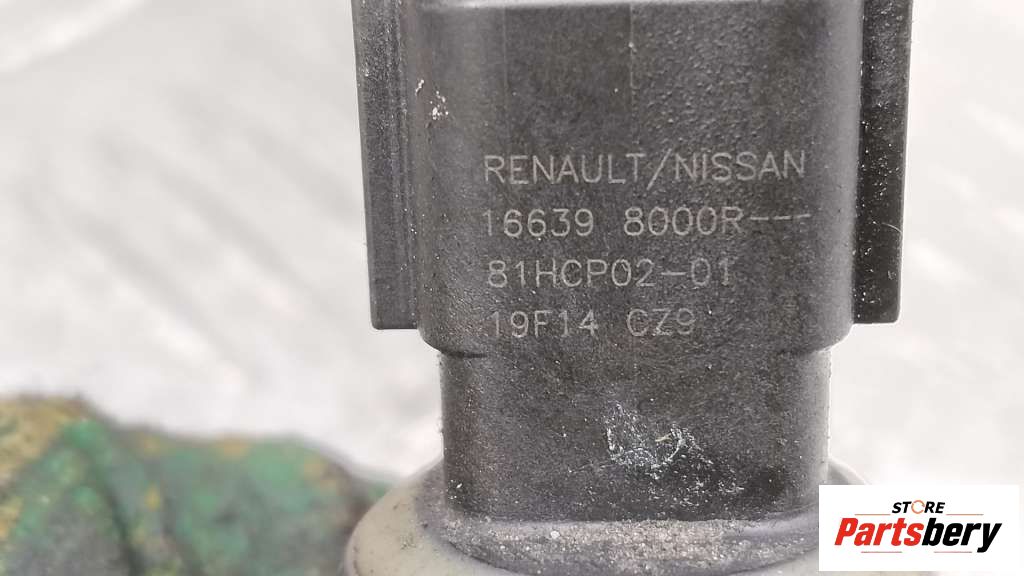 RENAULT/NISSAN
16639 8000R---
81HCP02-01
19F14 CZ9
STORE
Partsbery